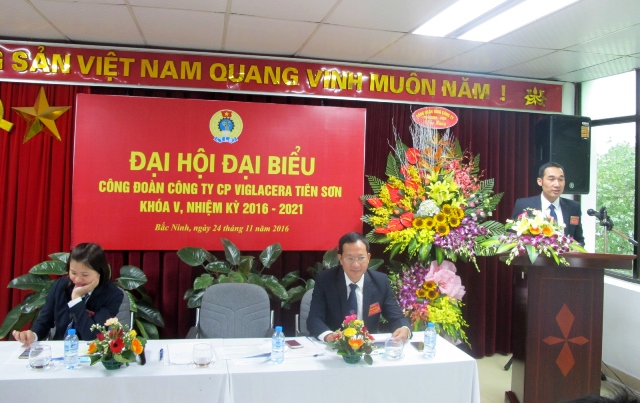 G SẢN VIỆT NAM QUANG VINH MUÔN NĂM !
ĐẠI HỘI ĐẠI BIỂU
CÔNG ĐOÀN CÔNG TY CP VIGLACERA TIÊN SƠN
KHÓA V, NHIỆM KỲ 2016 - 2021
Bắc Ninh, ngày 24 tháng 11 năm 2016